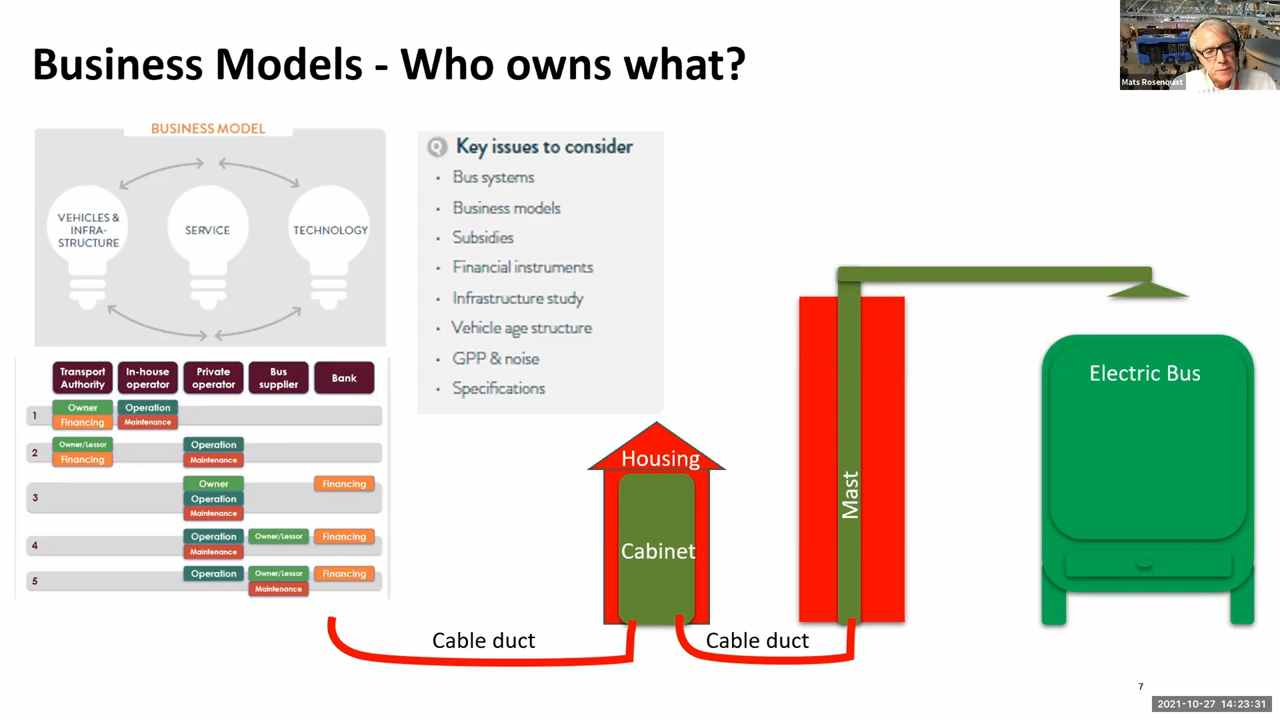 Business Models - Who owns what?
Mats Rosenquist
BUSINESS MODEL
VEHICLES &
INFRA-
STRUCTURE
SERVICE
TECHNOLOGY
Q Key issues to consider
· Bus systems
· Business models
· Subsidies
· Financial instruments
· Infrastructure study
· Vehicle age structure
· GPP & noise
· Specifications
Transport
Authority
In-house
operator
Private
operator
Bus
supplier
Bank
1
Owner
Operation
Financing
Maintenance
2
Owner/Lessor
Operation
Financing
Maintenance
3
Owner
Financing
Operation
Maintenance
4
Operation
Owner/Lessor
Financing
Maintenance
5
Operation
Owner/Lessor
Financing
Maintenance
Housing
Cabinet
Mast
Electric Bus
Cable duct
Cable duct
7
2021-10-27 14:23:31